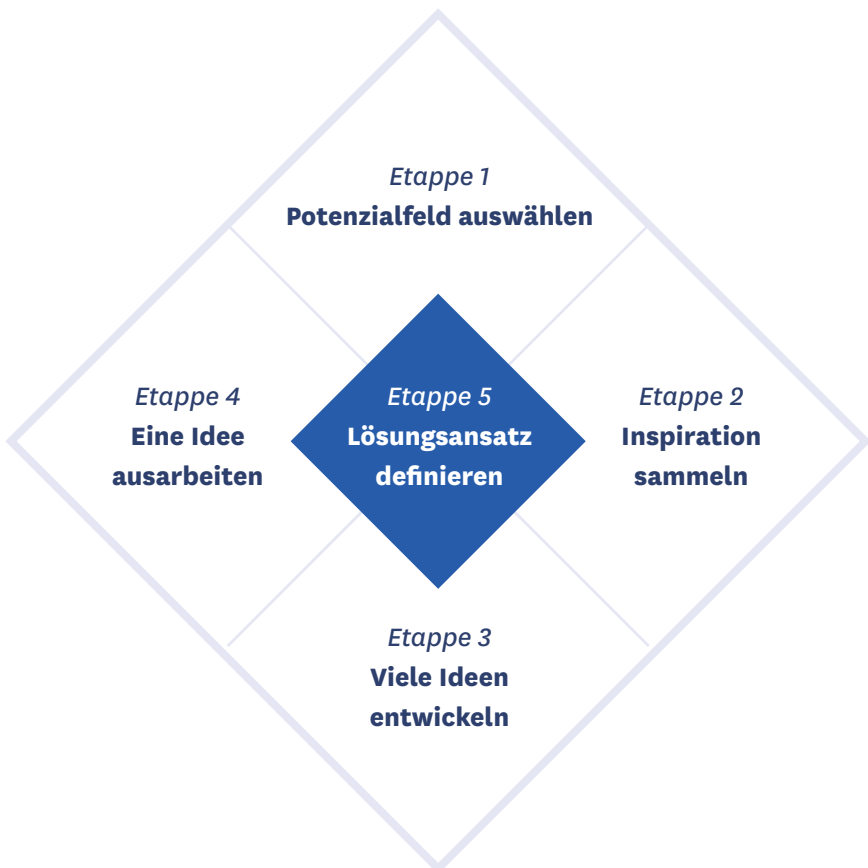 Etappe 1
Potenzialfeld auswählen
Etappe 2
Inspiration
sammeln
Etappe 3
Viele Ideen
entwickeln
Etappe 4
Eine Idee
ausarbeiten
Etappe 5
Lösungsansatz
definieren